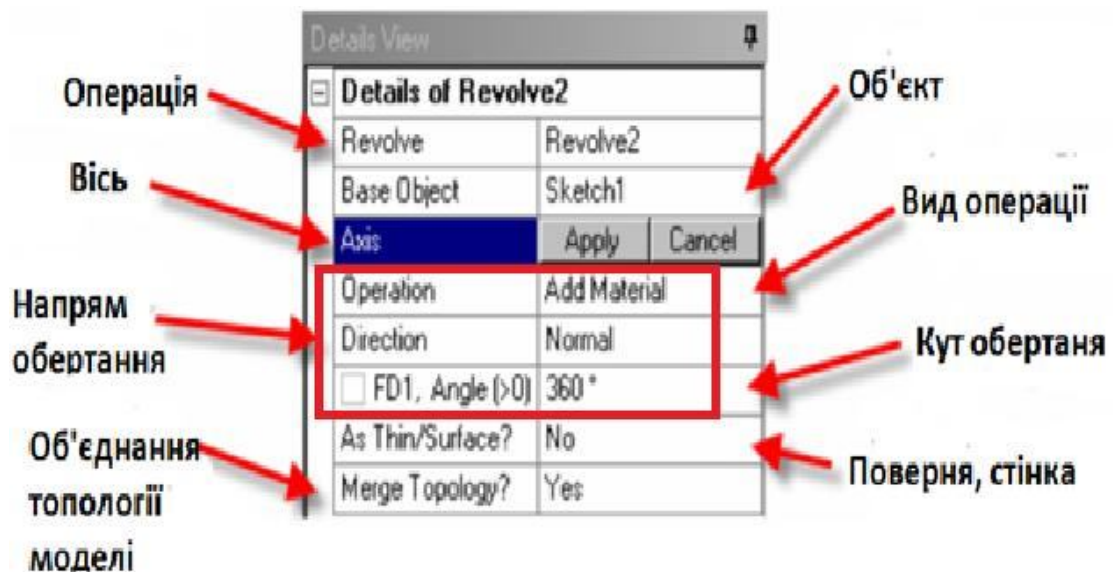 Details View
Details of Revolve2
Revolve Revolve2
Base Object Sketch1
Axis Apply Cancel
Operation Add Material
Direction Normal
FD1, Angle (>0) 360 °
As Thin/Surface? No
Merge Topology? Yes
Операція
Вісь
Напрям
обертання
Об'єднання
топології
моделі
Об'єкт
Вид операції
Кут обертаня
Поверня, стінка